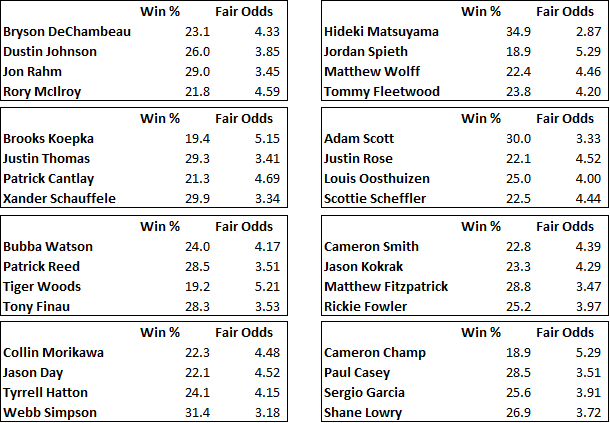 Win % Fair Odds
Bryson DeChambeau 23.1 4.33
Dustin Johnson 26.0 3.85
Jon Rahm 29.0 3.45
Rory McIlroy 21.8 4.59
Win % Fair Odds
Hideki Matsuyama 34.9 2.87
Jordan Spieth 18.9 5.29
Matthew Wolff 22.4 4.46
Tommy Fleetwood 23.8 4.20
Win % Fair Odds
Brooks Koepka 19.4 5.15
Justin Thomas 29.3 3.41
Patrick Cantlay 21.3 4.69
Xander Schauffele 29.9 3.34
Win % Fair Odds
Adam Scott 30.0 3.33
Justin Rose 22.1 4.52
Louis Oosthuizen 25.0 4.00
Scottie Scheffler 22.5 4.44
Win % Fair Odds
Bubba Watson 24.0 4.17
Patrick Reed 28.5 3.51
Tiger Woods 19.2 5.21
Tony Finau 28.3 3.53
Win % Fair Odds
Cameron Smith 22.8 4.39
Jason Kokrak 23.3 4.29
Matthew Fitzpatrick 28.8 3.47
Rickie Fowler 25.2 3.97
Win % Fair Odds
Collin Morikawa 22.3 4.48
Jason Day 22.1 4.52
Tyrrell Hatton 24.1 4.15
Webb Simpson 31.4 3.18
Win % Fair Odds
Cameron Champ 18.9 5.29
Paul Casey 28.5 3.51
Sergio Garcia 25.6 3.91
Shane Lowry 26.9 3.72